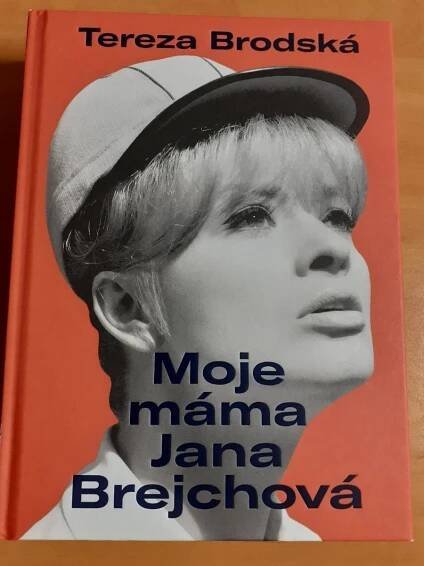 Tereza Brodská
Moje
máma
Jana
Brejchová